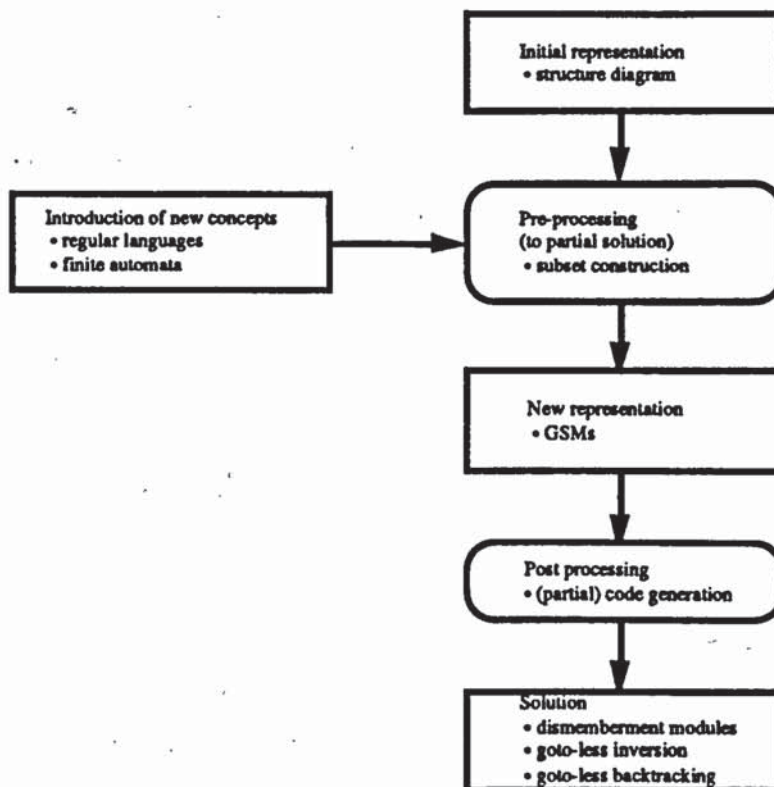 Initial representation
• structure diagram
Introduction of new concepts
• regular languages
• finite automata
Pre-processing
(to partial solution)
• subset construction
New representation
• GSMs
Post processing
• (partial) code generation
Solution
• dismemberment modules
• goto-less inversion
• goto-less backtracking